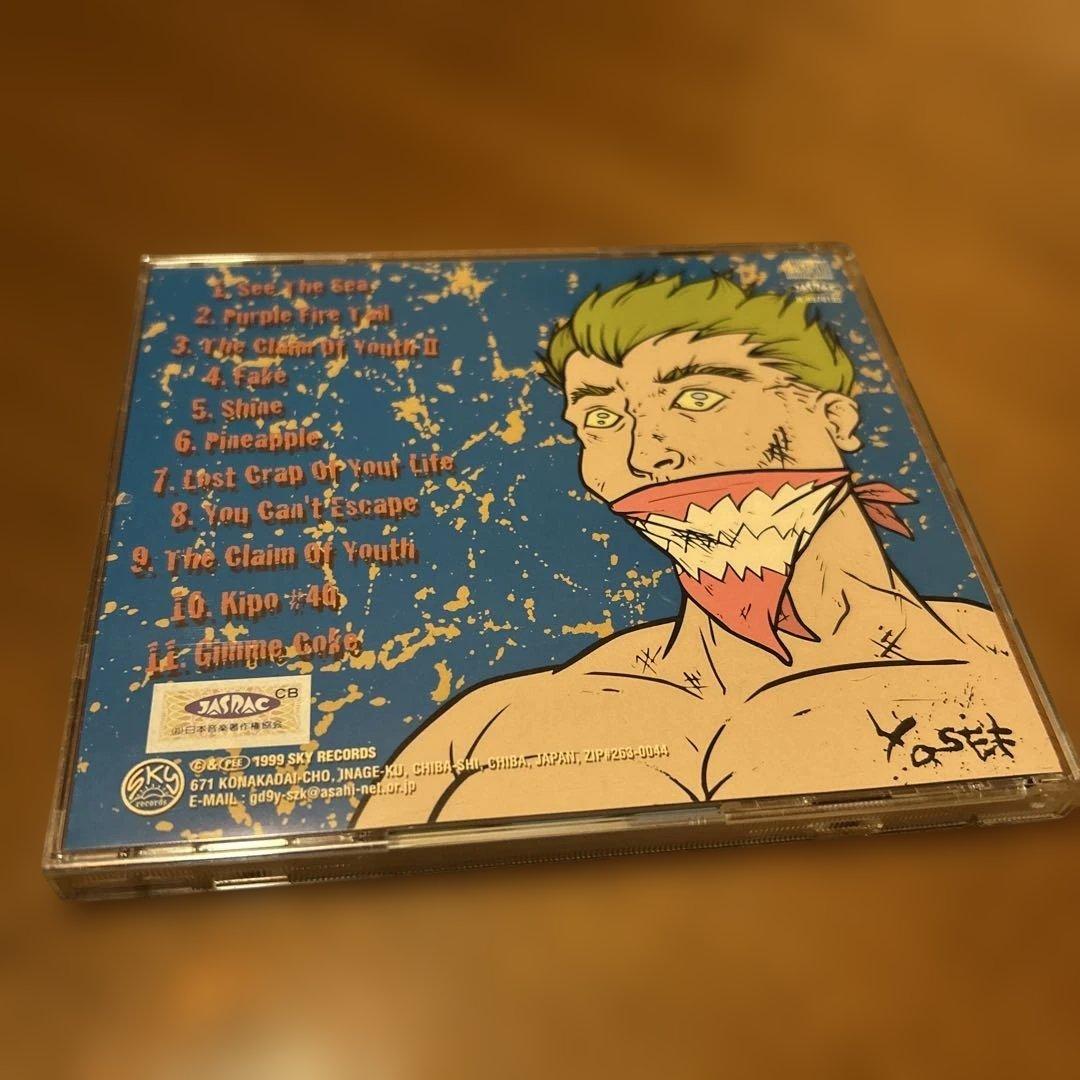 1. See The Sea
2. Purple Fire Tail
3. The Claim Of Youth II
4. Fake
5. Shine
6. Pineapple
7. Lost Crap Of Your Life
8. You Can't Escape
9. The Claim Of Youth
10. Kipo #40
11. Gimme Coke
CB
JASRAC
日本音楽著作権協会
SKY
records
Ⓒ & Ⓟ 1999 SKY RECORDS
671 KONAKADAI-CHO, INAGE-KU, CHIBA-SHI, CHIBA, JAPAN, ZIP#263-0044
E-MAIL : gd9y-szk@asahi-net.or.jp
JASRAC